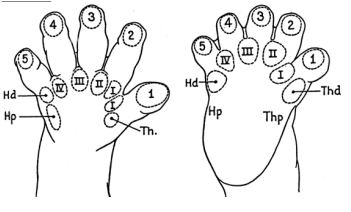 5 4 3 2 1
IV III II I I
Hd
Hp
Th.
5 4 3 2 1
IV III II I
Hd
Hp
Thp
Thd